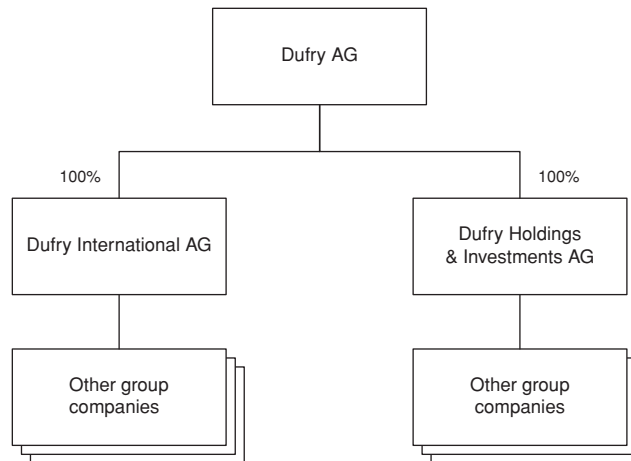 Dufry AG
100%
100%
Dufry International AG
Dufry Holdings
& Investments AG
Other group
companies
Other group
companies